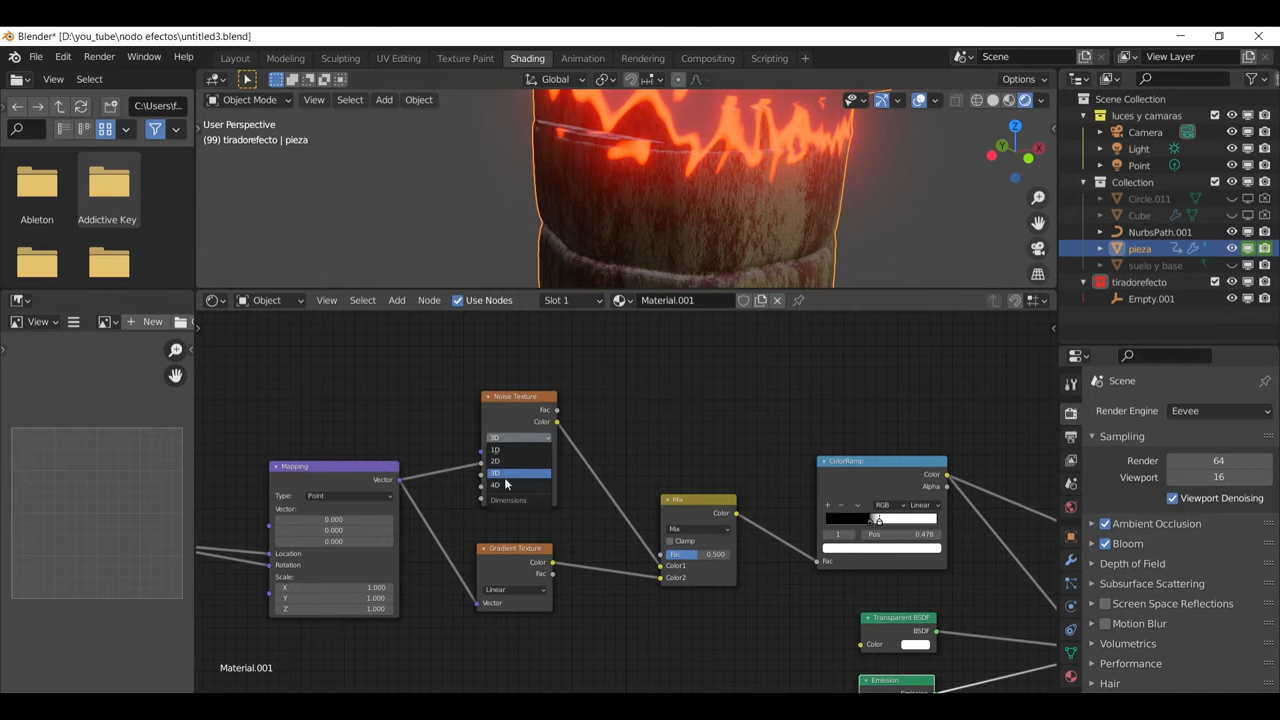 Blender* [D:\you_tube\nodo efectos\untitled3.blend]
File Edit Render Window Help
Layout Modeling Sculpting UV Editing Texture Paint Shading Animation Rendering Compositing Scripting +
Scene
View Layer
View Select
Global
Options
C:\Users\f...
Object Mode View Select Add Object
User Perspective
(99) tiradorefecto | pieza
Z
Y
X
Ableton
Addictive Key
Scene Collection
luces y camaras
Camera
Light
Point
Collection
Circle.011
Cube
NurbsPath.001
pieza
suelo y base
tiradorefecto
Empty.001
Object View Select Add Node Use Nodes Slot 1 Material.001
View + New
Noise Texture
Fac
Color
3D
1D
2D
3D
4D
Dimensions
Mapping
Vector
Type: Point
Vector:
0.000
0.000
0.000
Location
Rotation
Scale:
X 1.000
Y 1.000
Z 1.000
Gradient Texture
Color
Fac
Linear
Vector
Mix
Color
Mix
Clamp
Fac 0.500
Color1
Color2
ColorRamp
Color
Alpha
+ − RGB Linear
1 Pos 0.478
Fac
Transparent BSDF
BSDF
Color
Emission
Emission
Material.001
Scene
Render Engine Eevee
Sampling
Render 64
Viewport 16
Viewport Denoising
Ambient Occlusion
Bloom
Depth of Field
Subsurface Scattering
Screen Space Reflections
Motion Blur
Volumetrics
Performance
Hair